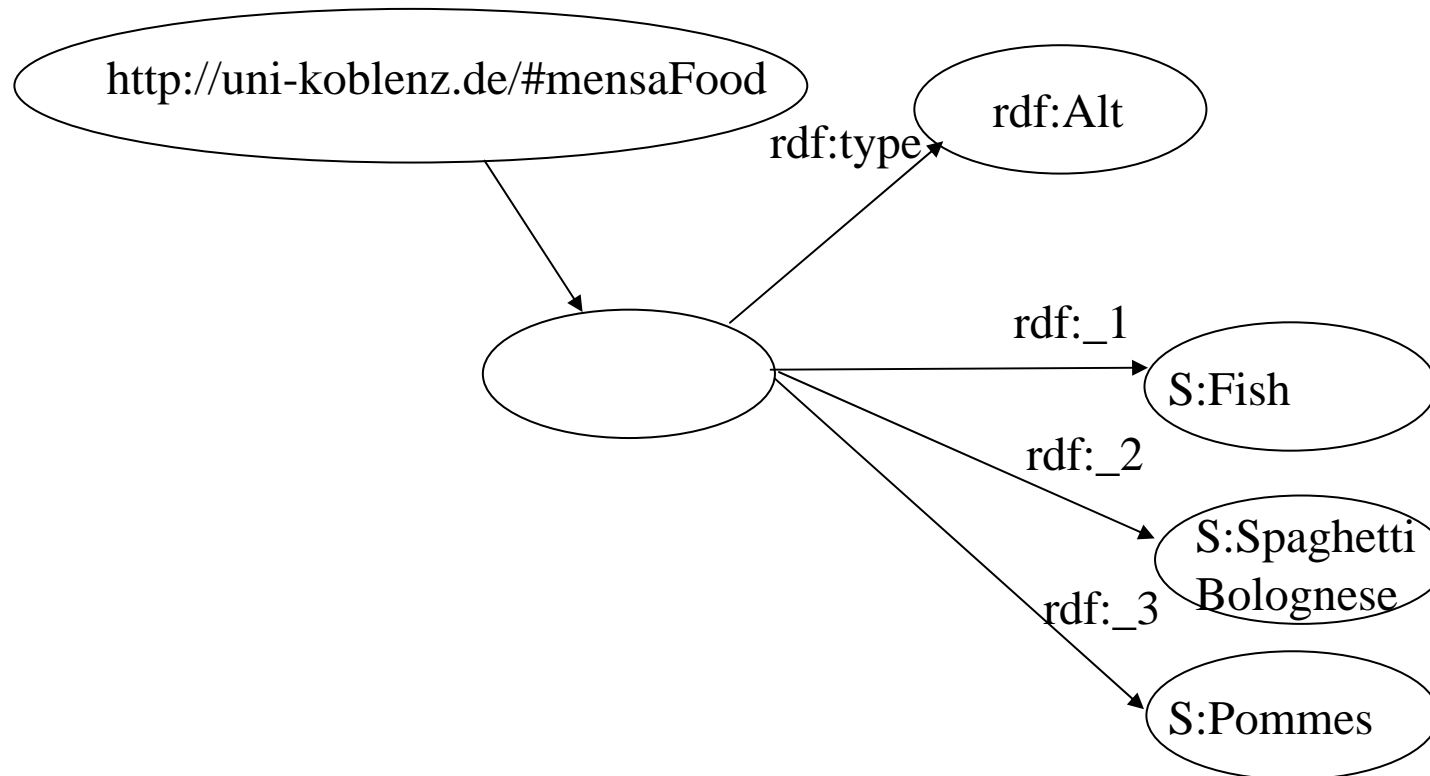 http://uni-koblenz.de/#mensaFood
rdf:Alt
rdf:type
rdf:_1
S:Fish
rdf:_2
S:Spaghetti
Bolognese
rdf:_3
S:Pommes